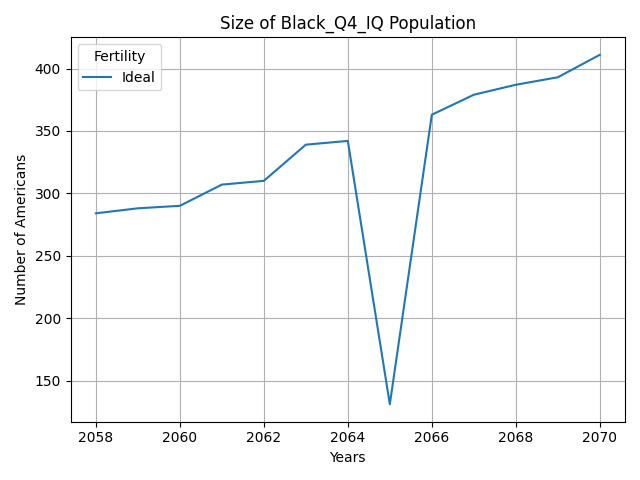 Size of Black_Q4_IQ Population
Fertility
Ideal
Number of Americans
400
350
300
250
200
150
2058
2060
2062
2064
2066
2068
2070
Years